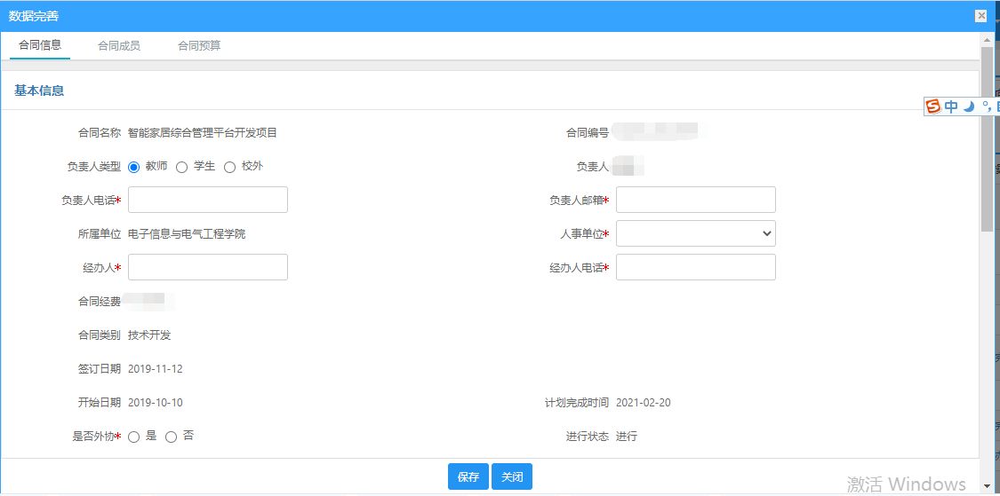 数据完善
合同信息 合同成员 合同预算
基本信息
中
合同名称 智能家居综合管理平台开发项目 合同编号
负责人类型 教师 学生 校外 负责人
负责人电话* 负责人邮箱*
所属单位 电子信息与电气工程学院 人事单位*
经办人* 经办人电话*
合同经费
合同类别 技术开发
签订日期 2019-11-12
开始日期 2019-10-10 计划完成时间 2021-02-20
是否外协* 是 否 进行状态 进行
保存 关闭
激活 Windows